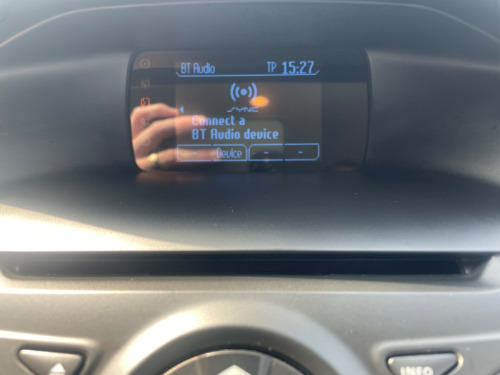 BT Audio TP 15:27
SYNC
Connect a
BT Audio device
Device - -
INFO